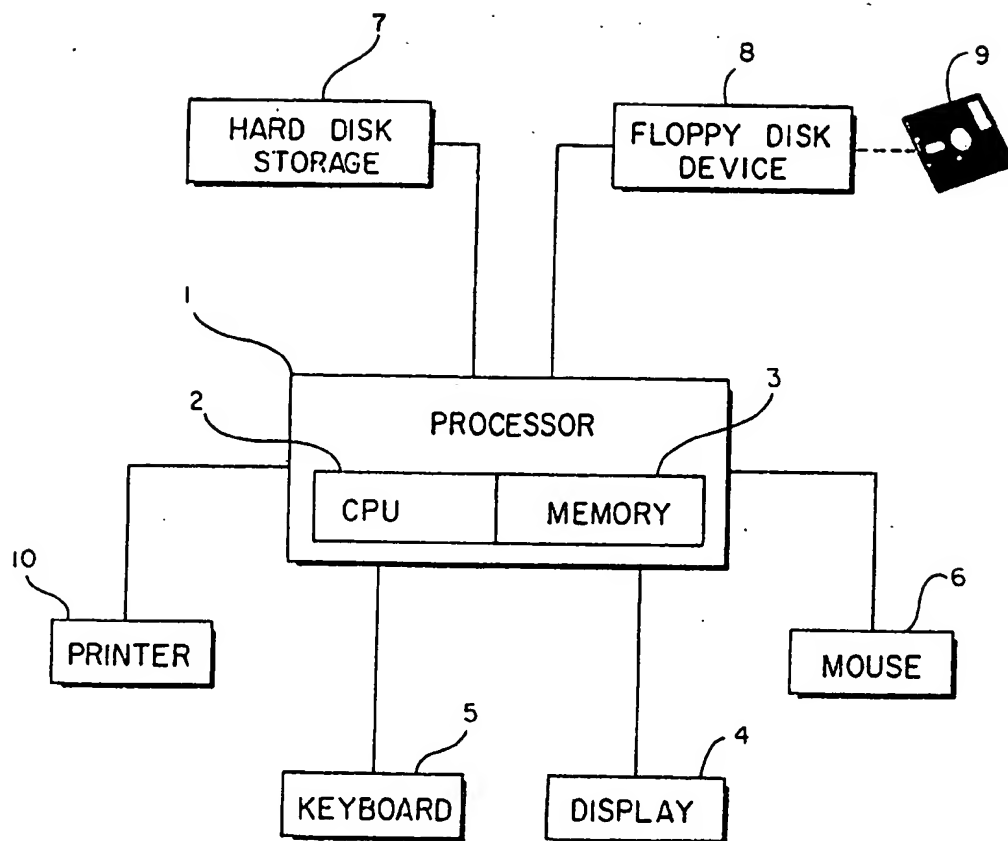 7
8
9
HARD DISK
STORAGE
FLOPPY DISK
DEVICE
1
2
3
PROCESSOR
CPU
MEMORY
10
6
PRINTER
MOUSE
5
4
KEYBOARD
DISPLAY